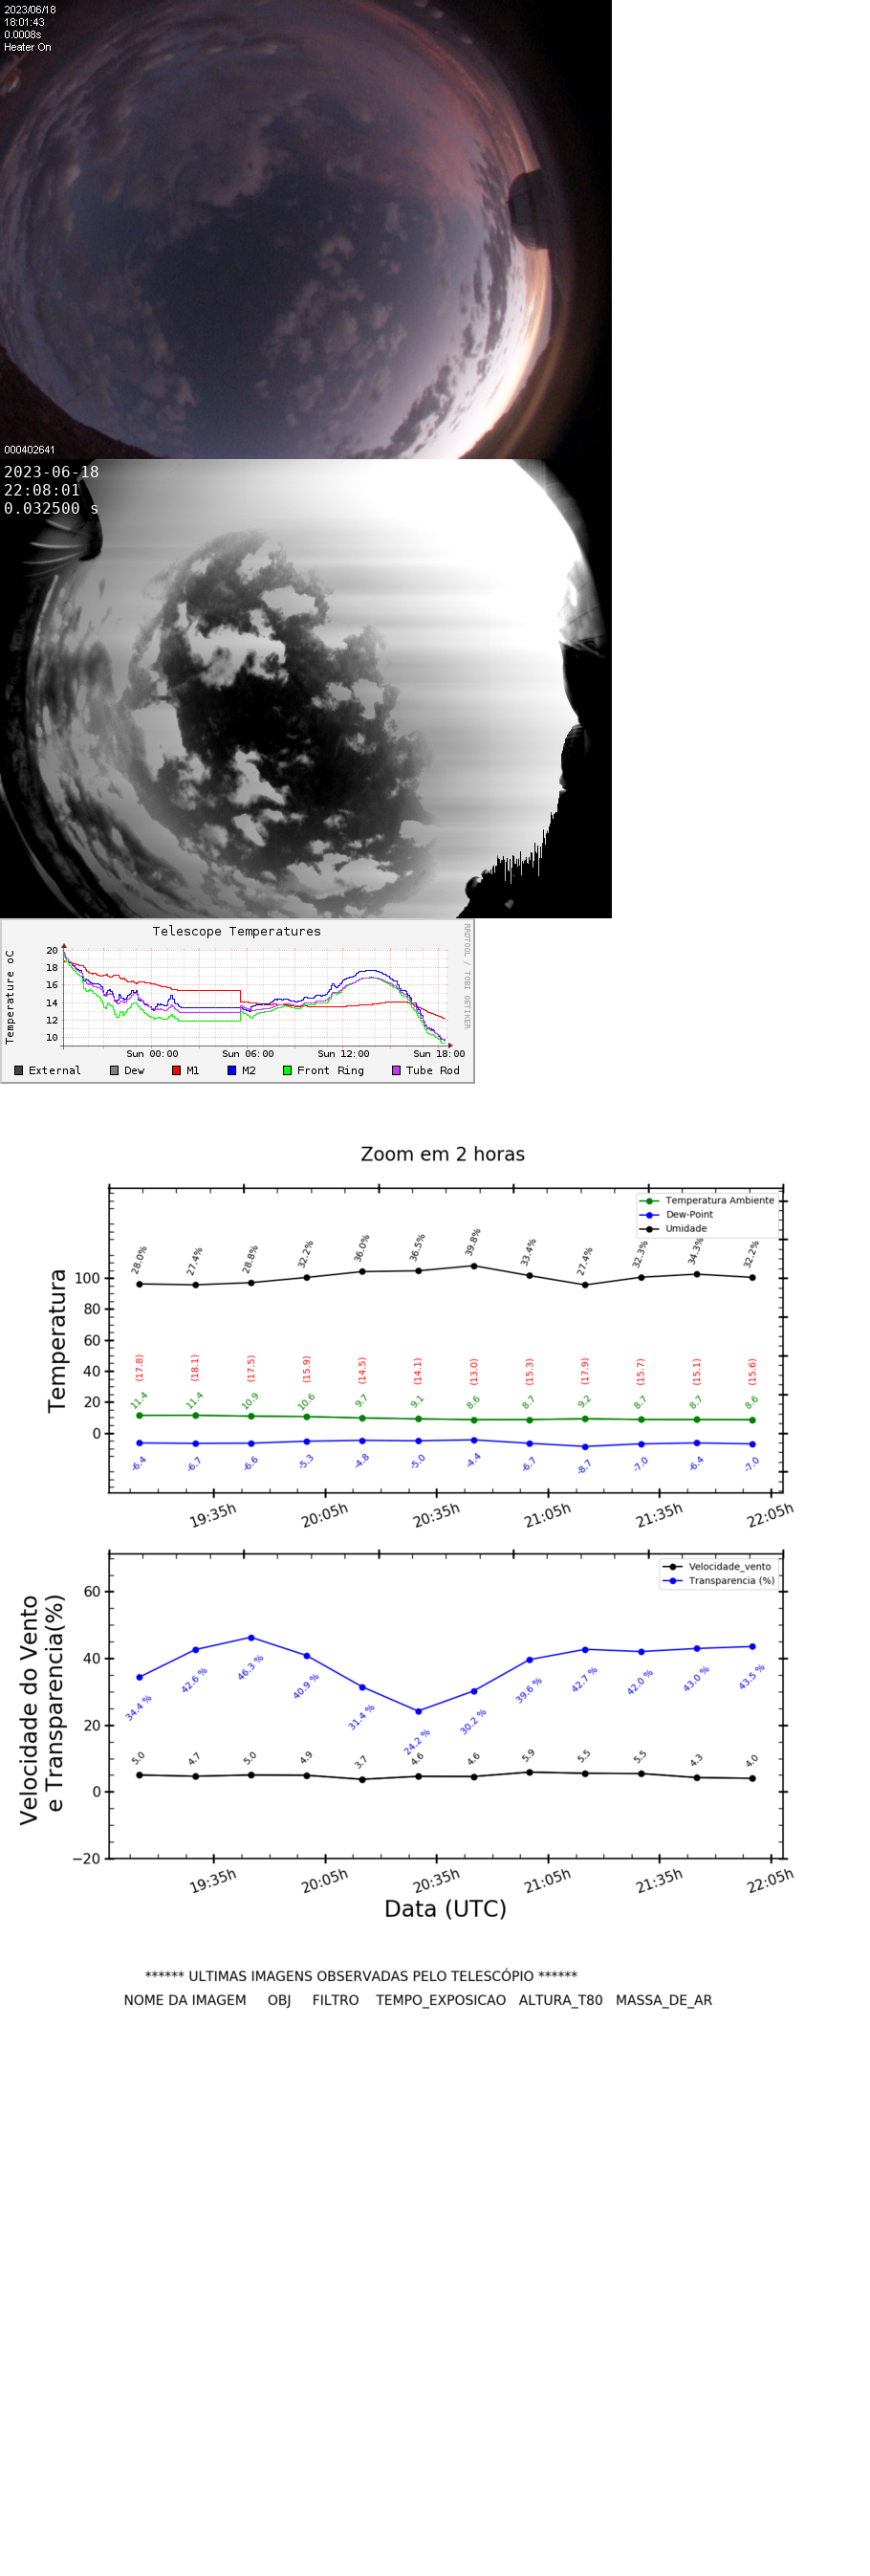 2023/06/18
18:01:43
0.0008s
Heater On
000402641
2023-06-18
22:08:01
0.032500 s
Telescope Temperatures
RRDTOOL / TOBI OETIKER
Temperature oC
20
18
16
14
12
10
Sun 00:00 Sun 06:00 Sun 12:00 Sun 18:00
External Dew M1 M2 Front Ring Tube Rod
Zoom em 2 horas
Temperatura Ambiente
Dew-Point
Umidade
Temperatura
100
80
60
40
20
0
28.0% 27.4% 28.8% 32.2% 36.0% 36.5% 39.8% 33.4% 27.4% 32.3% 34.3% 32.2%
(17.8) (18.1) (17.5) (15.9) (14.5) (14.1) (13.0) (15.3) (17.9) (15.7) (15.1) (15.6)
11.4 11.4 10.9 10.6 9.7 9.1 8.6 8.7 9.2 8.7 8.7 8.6
-6.4 -6.7 -6.6 -5.3 -4.8 -5.0 -4.4 -6.7 -8.7 -7.0 -6.4 -7.0
19:35h 20:05h 20:35h 21:05h 21:35h 22:05h
Velocidade_vento
Transparencia (%)
Velocidade do Vento
e Transparencia(%)
60
40
20
0
−20
34.4 % 42.6 % 46.3 % 40.9 % 31.4 % 24.2 % 30.2 % 39.6 % 42.7 % 42.0 % 43.0 % 43.5 %
5.0 4.7 5.0 4.9 3.7 4.6 4.6 5.9 5.5 5.5 4.3 4.0
19:35h 20:05h 20:35h 21:05h 21:35h 22:05h
Data (UTC)
****** ULTIMAS IMAGENS OBSERVADAS PELO TELESCÓPIO ******
NOME DA IMAGEM OBJ FILTRO TEMPO_EXPOSICAO ALTURA_T80 MASSA_DE_AR